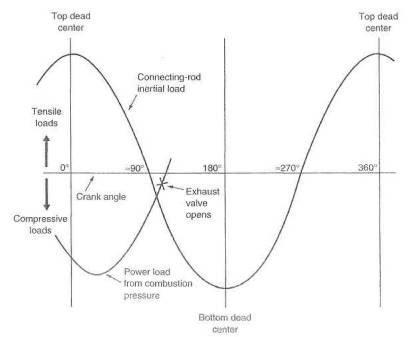 Top dead
center
Top dead
center
Connecting-rod
inertial load
Tensile
loads
0°
≈90°
180°
≈270°
360°
Crank angle
Exhaust
valve
opens
Compressive
loads
Power load
from combustion
pressure
Bottom dead
center